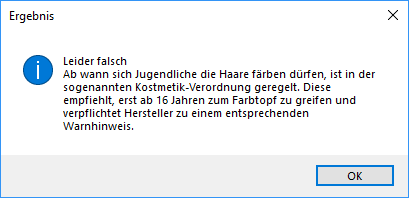 Ergebnis
Leider falsch
Ab wann sich Jugendliche die Haare färben dürfen, ist in der
sogenannten Kostmetik-Verordnung geregelt. Diese
empfiehlt, erst ab 16 Jahren zum Farbtopf zu greifen und
verpflichtet Hersteller zu einem entsprechenden
Warnhinweis.
OK